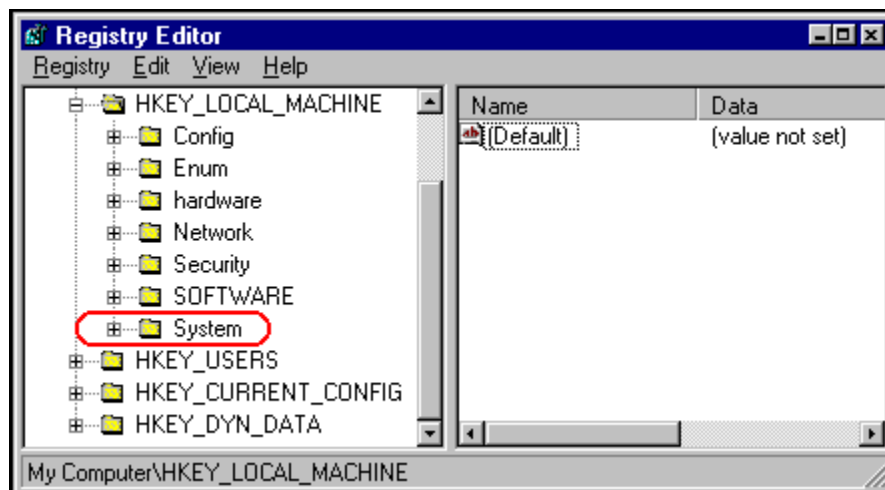 Registry Editor
Registry Edit View Help
HKEY_LOCAL_MACHINE
Config
Enum
hardware
Network
Security
SOFTWARE
System
HKEY_USERS
HKEY_CURRENT_CONFIG
HKEY_DYN_DATA
Name Data
ab (Default) (value not set)
My Computer\HKEY_LOCAL_MACHINE